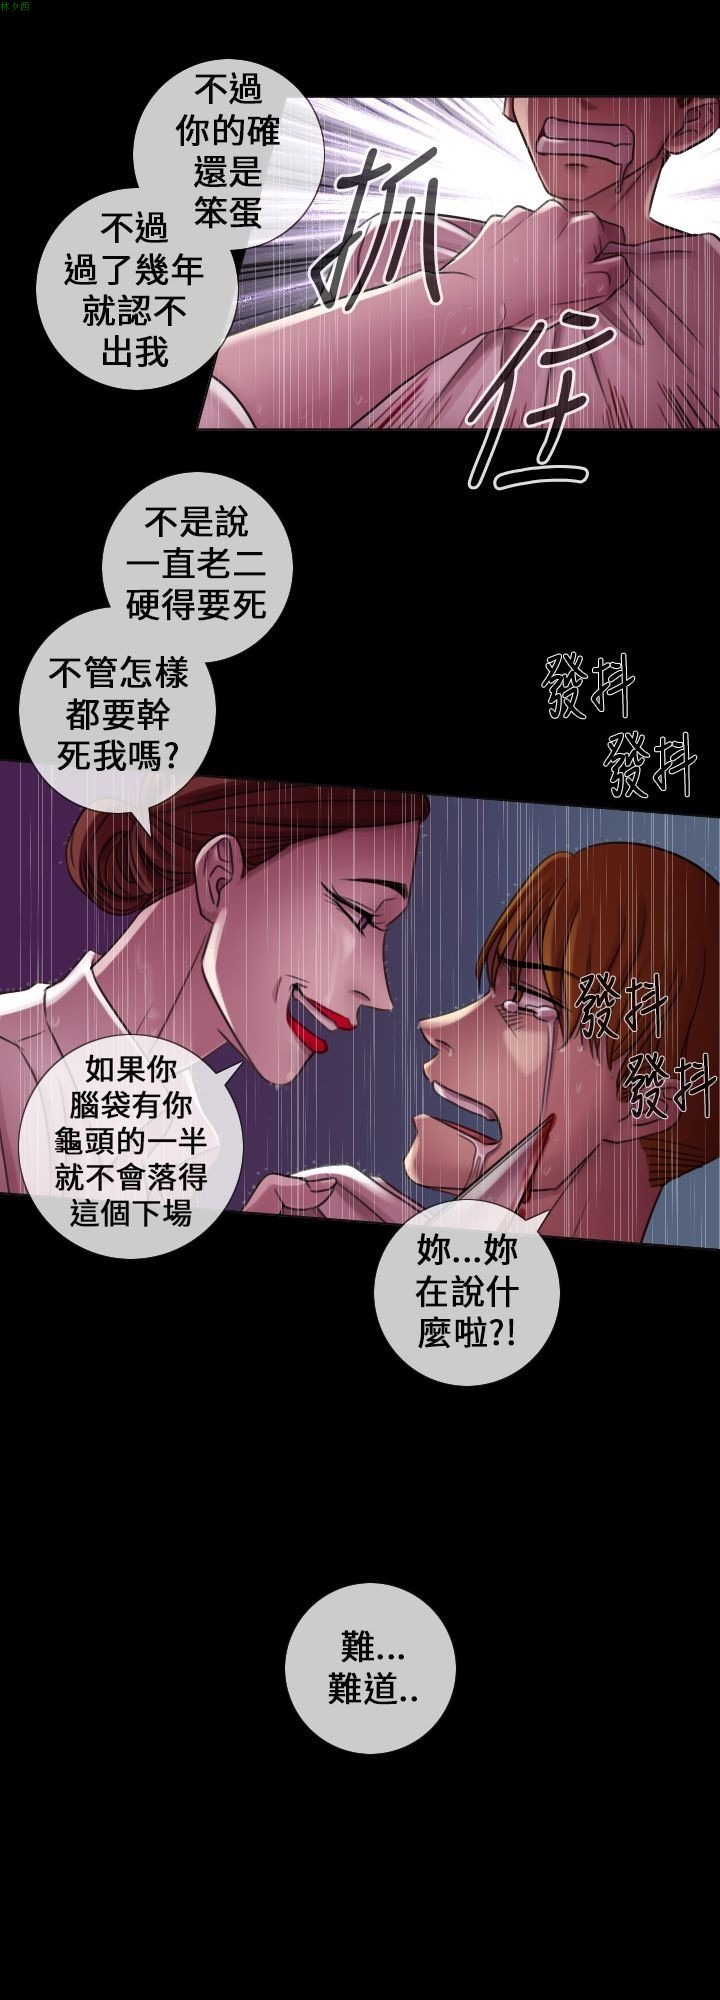 林夕西
不過
你的確
還是
笨蛋
不過
過了幾年
就認不
出我
抓
住
不是說
一直老二
硬得要死
不管怎樣
都要幹
死我嗎?
發抖
發抖
發抖
發抖
如果你
腦袋有你
龜頭的一半
就不會落得
這個下場
妳...妳
在說什
麼啦?!
難...
難道..